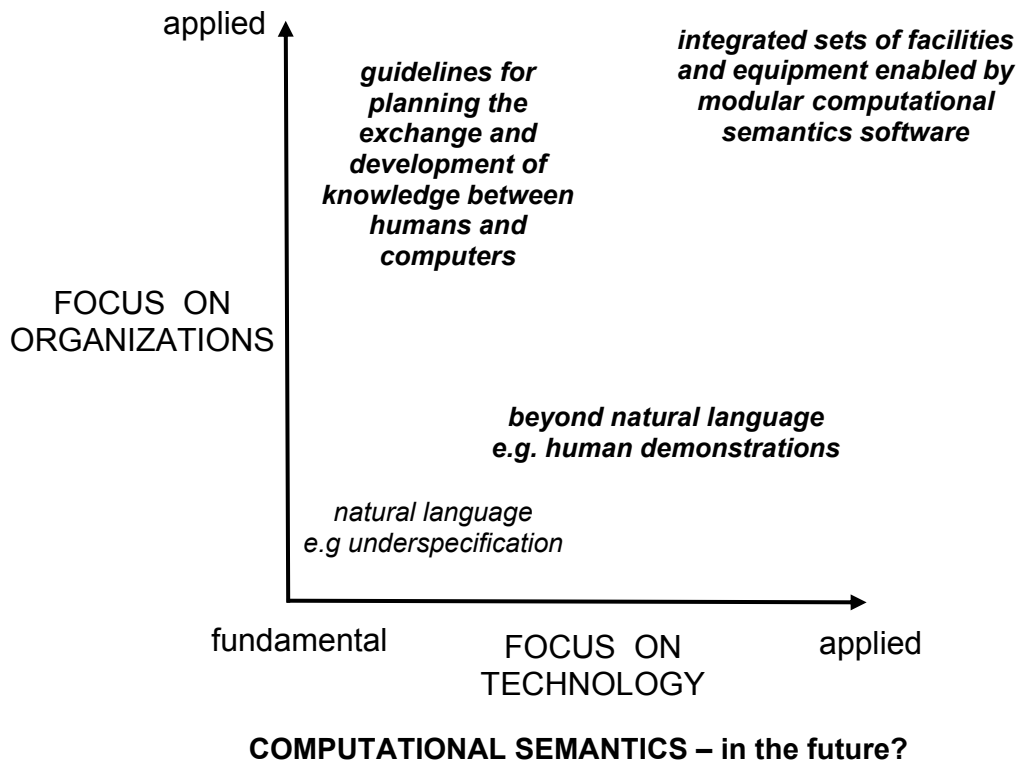 applied
guidelines for
planning the
exchange and
development of
knowledge between
humans and
computers
integrated sets of facilities
and equipment enabled by
modular computational
semantics software
FOCUS ON
ORGANIZATIONS
beyond natural language
e.g. human demonstrations
natural language
e.g underspecification
fundamental
FOCUS ON
TECHNOLOGY
applied
COMPUTATIONAL SEMANTICS – in the future?